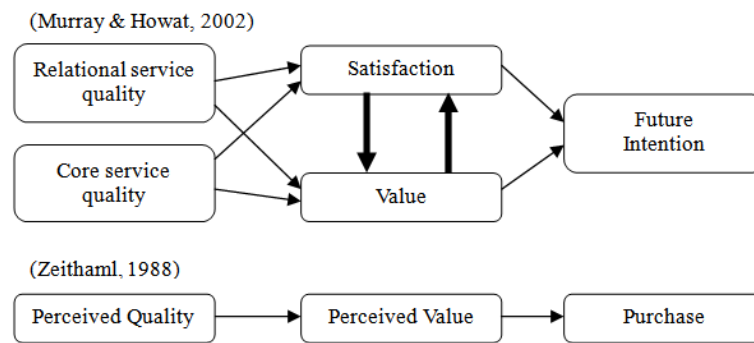 (Murray & Howat, 2002)
Relational service
quality
Satisfaction
Future
Intention
Core service
quality
Value
(Zeithaml, 1988)
Perceived Quality
Perceived Value
Purchase